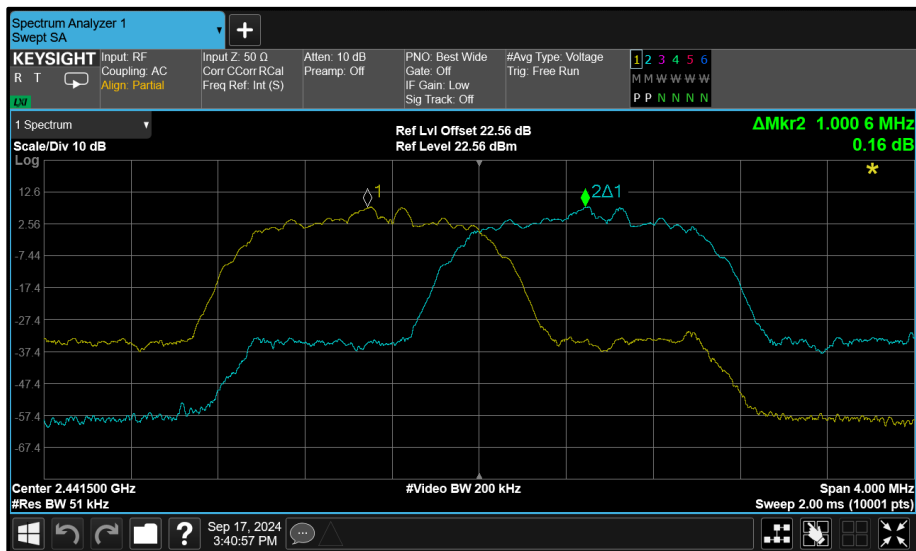 Spectrum Analyzer 1
Swept SA
+
KEYSIGHT
R T
LXI
Input: RF
Coupling: AC
Align: Partial
Input Z: 50 Ω
Corr CCorr RCal
Freq Ref: Int (S)
Atten: 10 dB
Preamp: Off
PNO: Best Wide
Gate: Off
IF Gain: Low
Sig Track: Off
#Avg Type: Voltage
Trig: Free Run
1 2 3 4 5 6
M M W W W W
P P N N N N
1 Spectrum
Scale/Div 10 dB
Ref Lvl Offset 22.56 dB
Ref Level 22.56 dBm
ΔMkr2 1.000 6 MHz
0.16 dB
Log
*
1
2Δ1
12.6
2.56
-7.44
-17.4
-27.4
-37.4
-47.4
-57.4
-67.4
Center 2.441500 GHz
#Video BW 200 kHz
Span 4.000 MHz
#Res BW 51 kHz
Sweep 2.00 ms (10001 pts)
?
Sep 17, 2024
3:40:57 PM